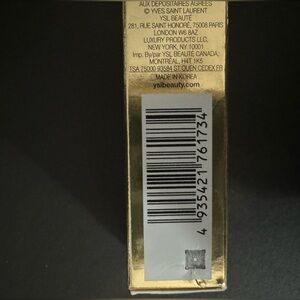 AUX DEPOSITAIRES AGREES
© YVES SAINT LAURENT
YSL BEAUTÉ
281, RUE SAINT HONORÉ, 75008 PARIS
LONDON W6 8AZ
LUXURY PRODUCTS LLC.
NEW YORK, NY 10001.
Imp. By/par YSL BEAUTÉ CANADA,
MONTREAL, H4T 1K5
TSA 75000 93584 ST OUEN CEDEX FR
MADE IN KOREA
yslbeauty.com
4 935421 761734